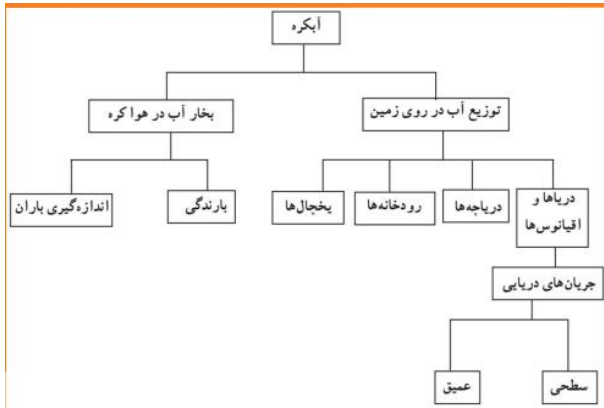 آبکره
توزیع آب در روی زمین
بخار آب در هوا کره
دریاها و
اقیانوس‌ها
دریاچه‌ها
رودخانه‌ها
یخچال‌ها
بارندگی
اندازه‌گیری باران
جریان‌های دریایی
سطحی
عمیق